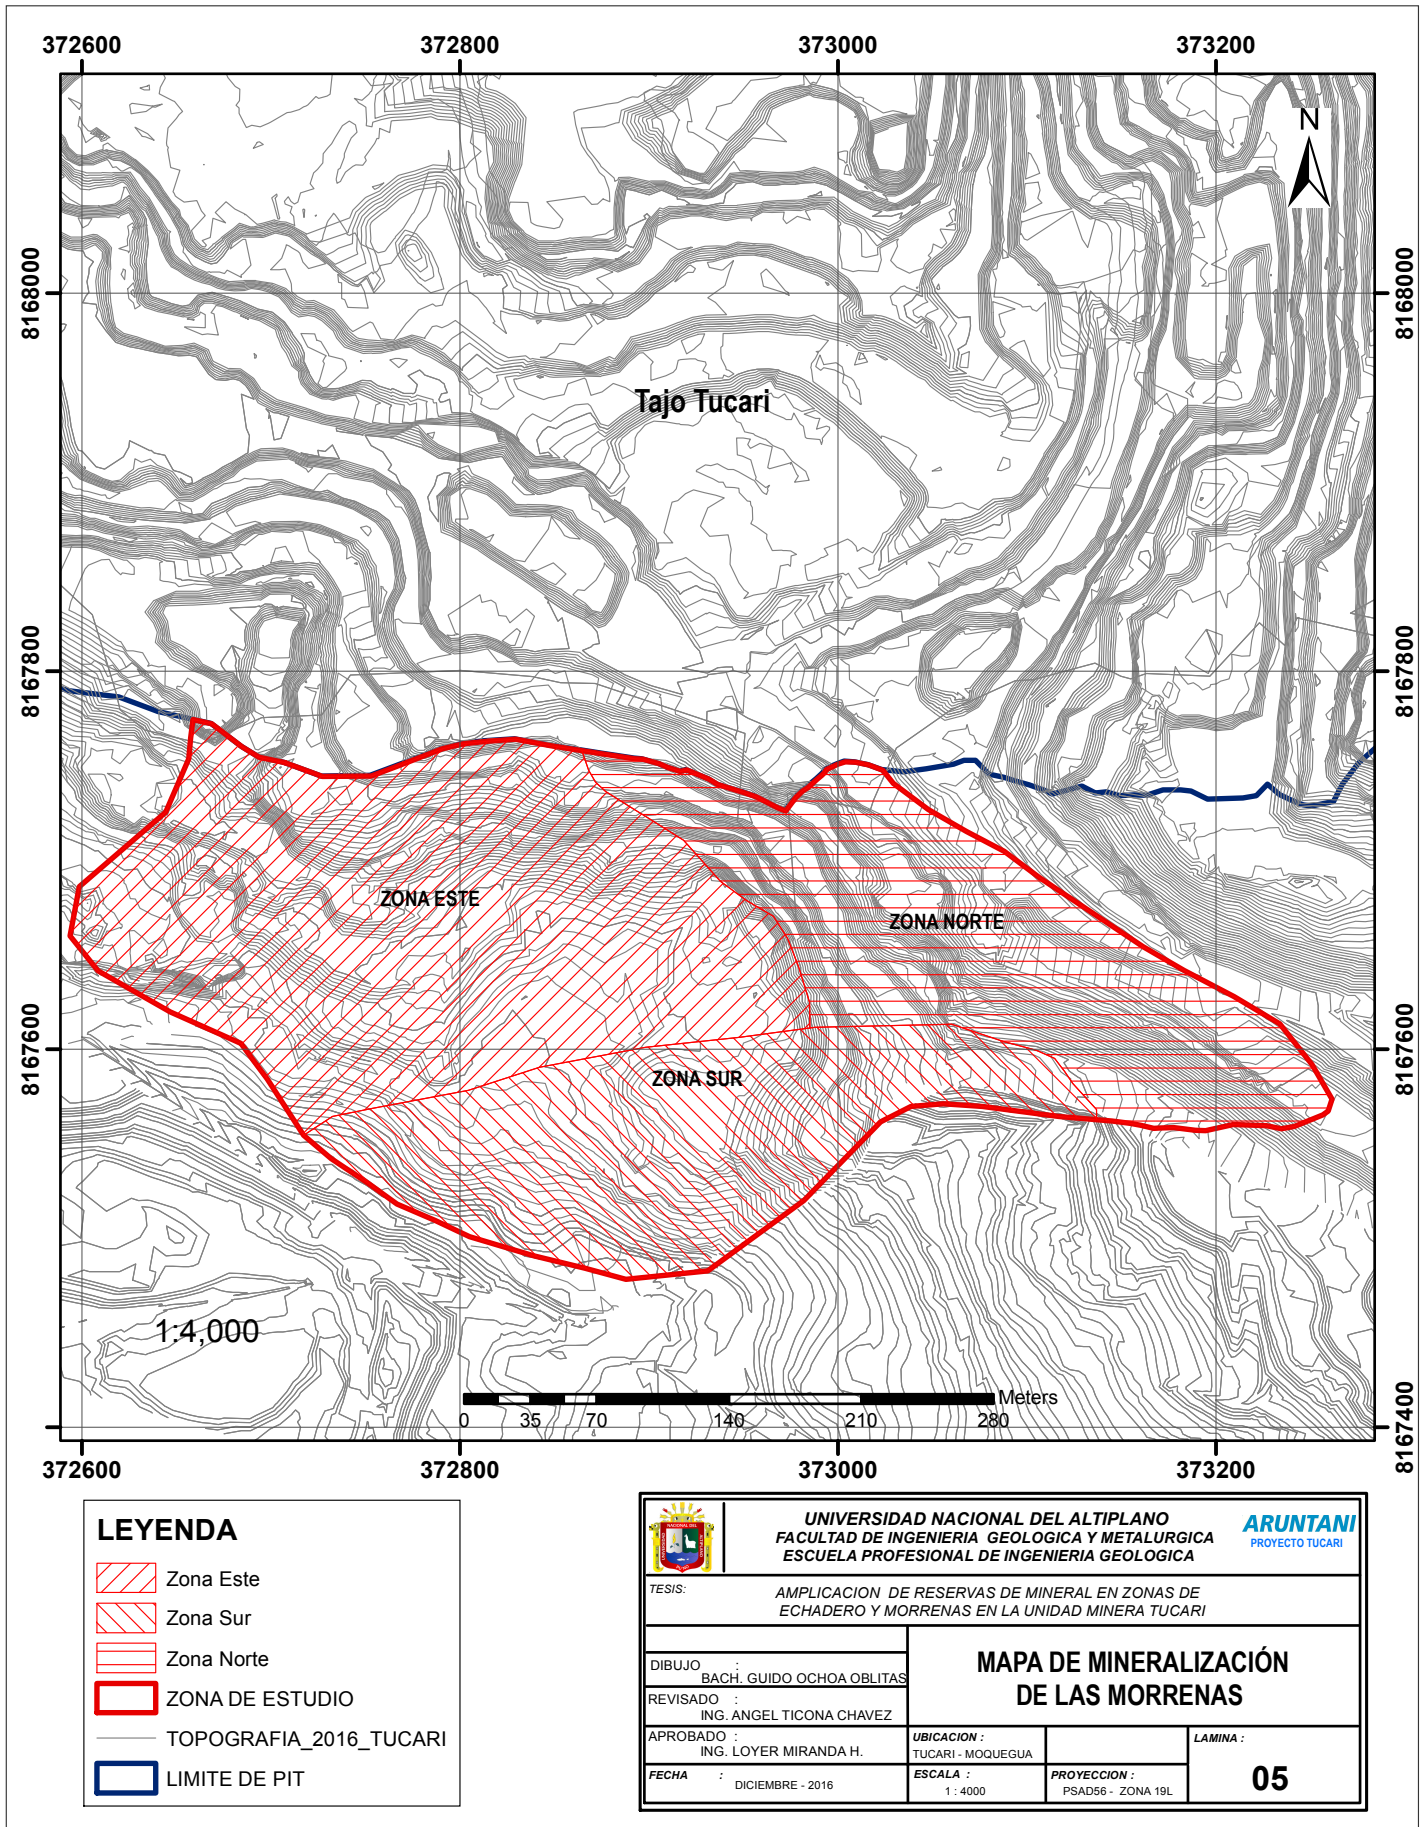 372600 372800 373000 373200
N
8168000 8168000
Tajo Tucari
8167800 8167800
ZONA ESTE
ZONA NORTE
8167600 8167600
ZONA SUR
1:4,000
Meters
0 35 70 140 210 280
8167400
372600 372800 373000 373200
LEYENDA
Zona Este
Zona Sur
Zona Norte
ZONA DE ESTUDIO
TOPOGRAFIA_2016_TUCARI
LIMITE DE PIT
UNIVERSIDAD NACIONAL DEL ALTIPLANO
FACULTAD DE INGENIERIA GEOLOGICA Y METALURGICA
ESCUELA PROFESIONAL DE INGENIERIA GEOLOGICA
ARUNTANI
PROYECTO TUCARI
TESIS:
AMPLICACION DE RESERVAS DE MINERAL EN ZONAS DE
ECHADERO Y MORRENAS EN LA UNIDAD MINERA TUCARI
DIBUJO :
BACH. GUIDO OCHOA OBLITAS
REVISADO :
ING. ANGEL TICONA CHAVEZ
APROBADO :
ING. LOYER MIRANDA H.
FECHA :
DICIEMBRE - 2016
MAPA DE MINERALIZACIÓN
DE LAS MORRENAS
UBICACION :
TUCARI - MOQUEGUA
ESCALA :
1 : 4000
PROYECCION :
PSAD56 - ZONA 19L
LAMINA :
05